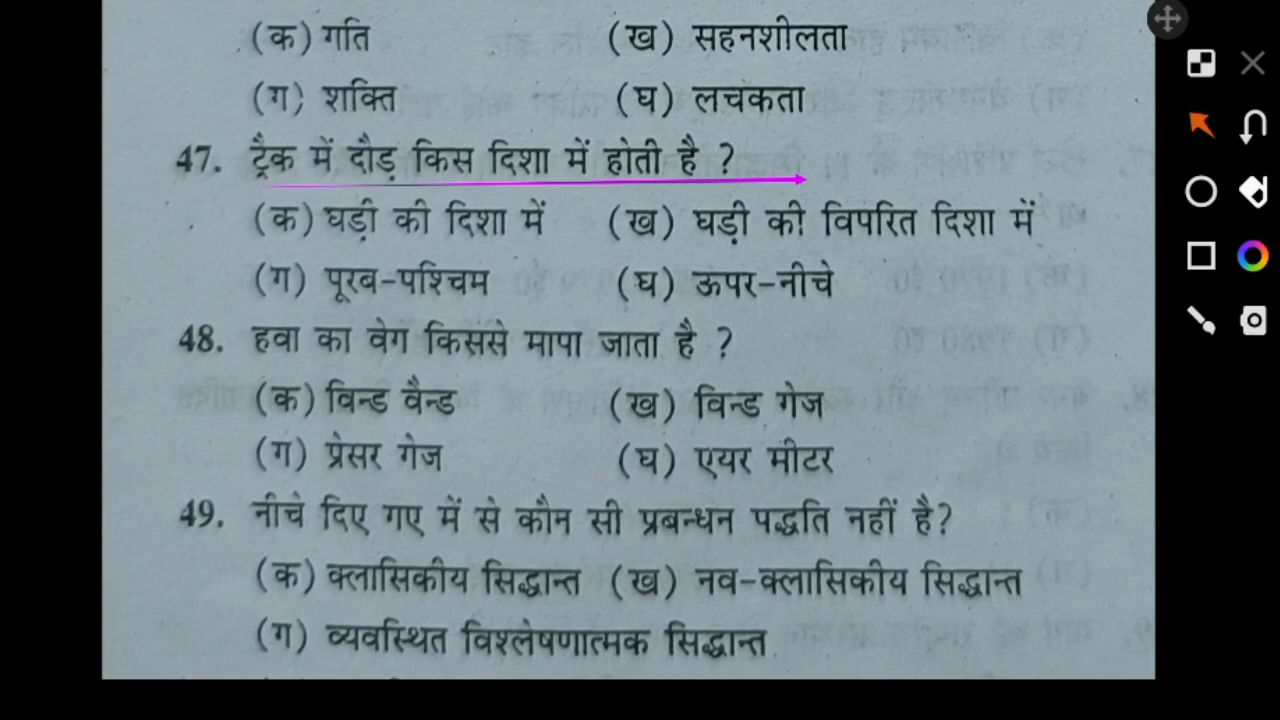 (क) गति (ख) सहनशीलता
(ग) शक्ति (घ) लचकता
47. ट्रैक में दौड़ किस दिशा में होती है ?
(क) घड़ी की दिशा में (ख) घड़ी की विपरित दिशा में
(ग) पूरब-पश्चिम (घ) ऊपर-नीचे
48. हवा का वेग किससे मापा जाता है ?
(क) विन्ड वैन्ड (ख) विन्ड गेज
(ग) प्रेसर गेज (घ) एयर मीटर
49. नीचे दिए गए में से कौन सी प्रबन्धन पद्धति नहीं है?
(क) क्लासिकीय सिद्धान्त (ख) नव-क्लासिकीय सिद्धान्त
(ग) व्यवस्थित विश्लेषणात्मक सिद्धान्त